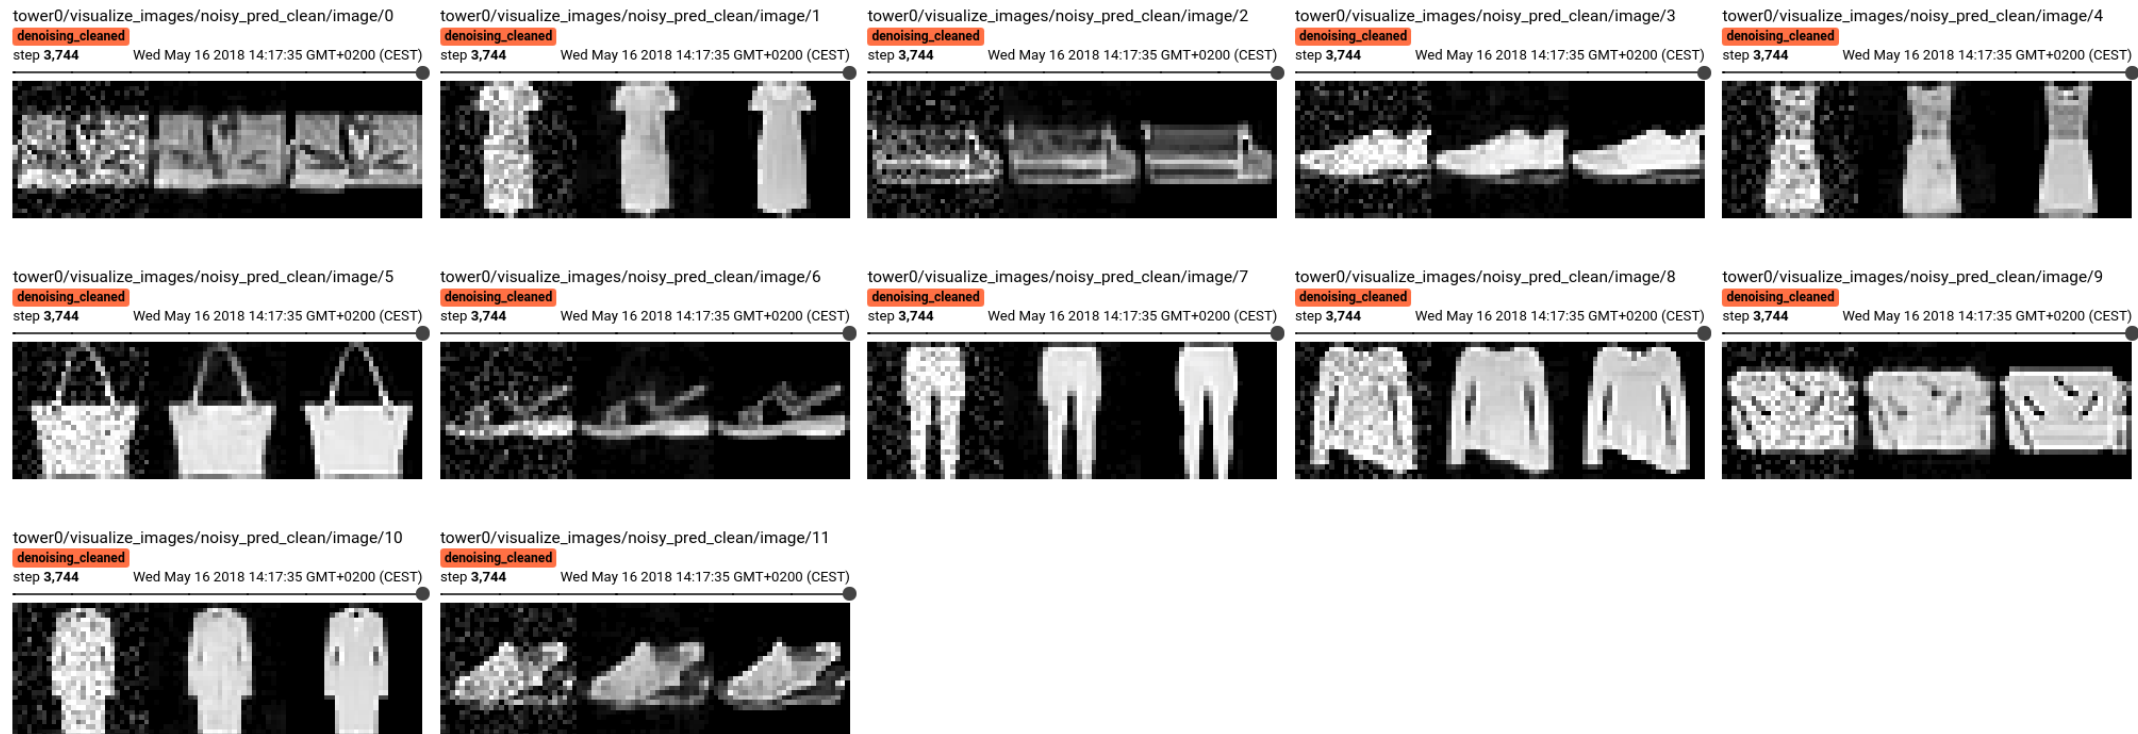 tower0/visualize_images/noisy_pred_clean/image/0
denoising_cleaned
step 3,744 Wed May 16 2018 14:17:35 GMT+0200 (CEST)
tower0/visualize_images/noisy_pred_clean/image/1
denoising_cleaned
step 3,744 Wed May 16 2018 14:17:35 GMT+0200 (CEST)
tower0/visualize_images/noisy_pred_clean/image/2
denoising_cleaned
step 3,744 Wed May 16 2018 14:17:35 GMT+0200 (CEST)
tower0/visualize_images/noisy_pred_clean/image/3
denoising_cleaned
step 3,744 Wed May 16 2018 14:17:35 GMT+0200 (CEST)
tower0/visualize_images/noisy_pred_clean/image/4
denoising_cleaned
step 3,744 Wed May 16 2018 14:17:35 GMT+0200 (CEST)
tower0/visualize_images/noisy_pred_clean/image/5
denoising_cleaned
step 3,744 Wed May 16 2018 14:17:35 GMT+0200 (CEST)
tower0/visualize_images/noisy_pred_clean/image/6
denoising_cleaned
step 3,744 Wed May 16 2018 14:17:35 GMT+0200 (CEST)
tower0/visualize_images/noisy_pred_clean/image/7
denoising_cleaned
step 3,744 Wed May 16 2018 14:17:35 GMT+0200 (CEST)
tower0/visualize_images/noisy_pred_clean/image/8
denoising_cleaned
step 3,744 Wed May 16 2018 14:17:35 GMT+0200 (CEST)
tower0/visualize_images/noisy_pred_clean/image/9
denoising_cleaned
step 3,744 Wed May 16 2018 14:17:35 GMT+0200 (CEST)
tower0/visualize_images/noisy_pred_clean/image/10
denoising_cleaned
step 3,744 Wed May 16 2018 14:17:35 GMT+0200 (CEST)
tower0/visualize_images/noisy_pred_clean/image/11
denoising_cleaned
step 3,744 Wed May 16 2018 14:17:35 GMT+0200 (CEST)